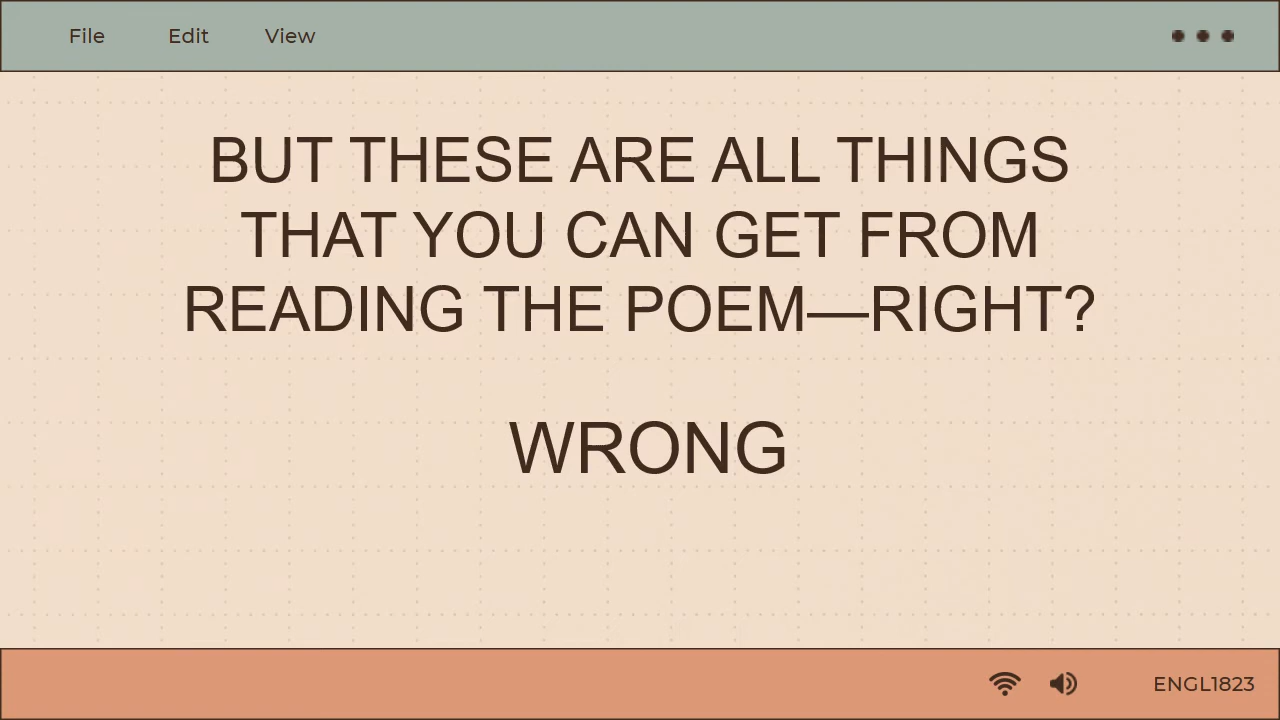 File Edit View
BUT THESE ARE ALL THINGS
THAT YOU CAN GET FROM
READING THE POEM—RIGHT?
WRONG
ENGL1823